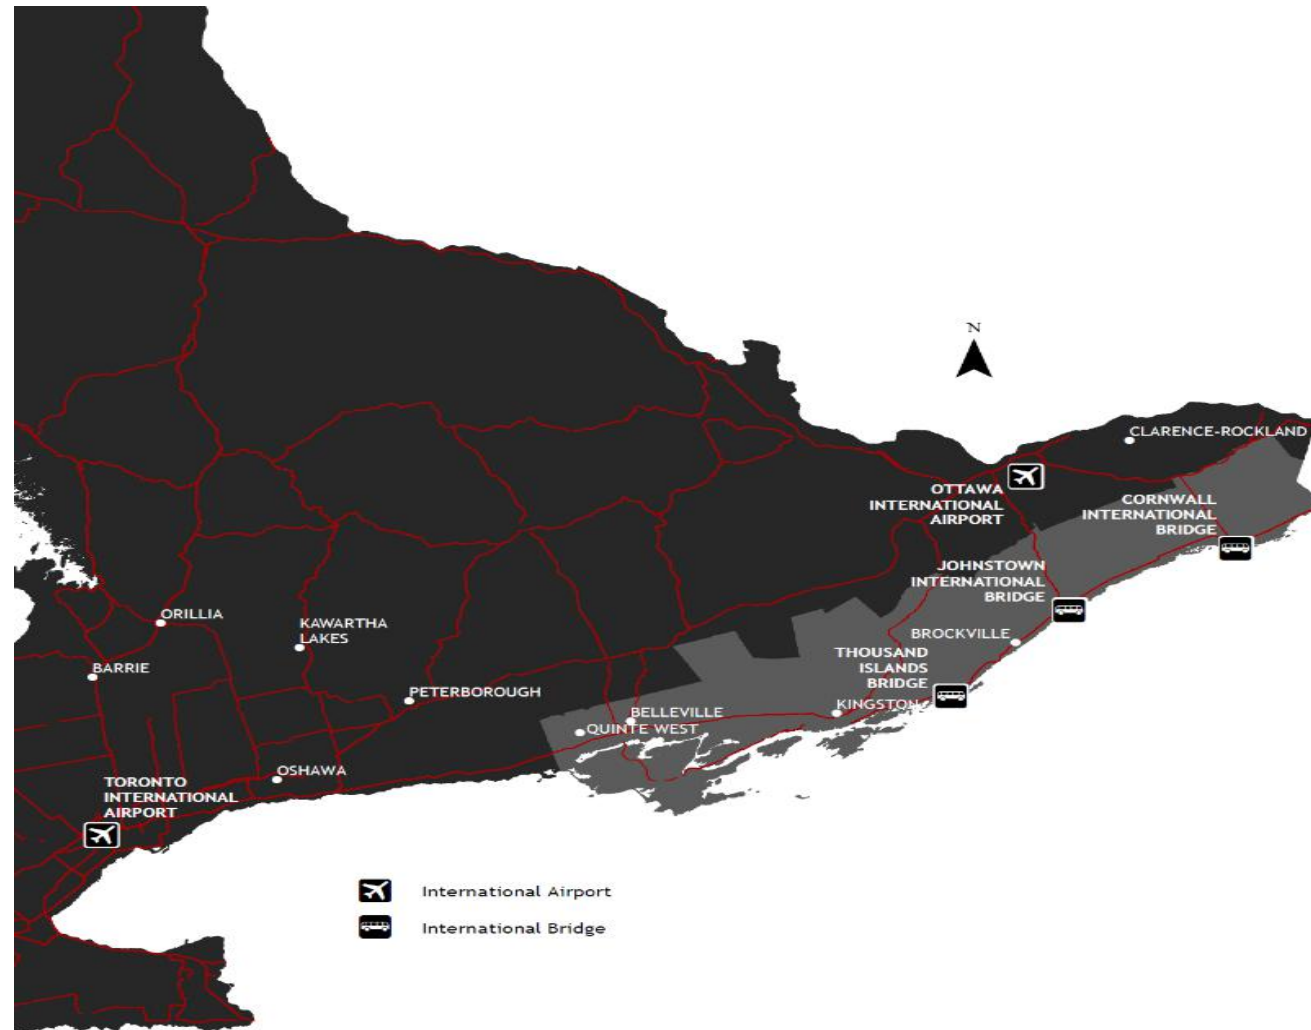 N
CLARENCE-ROCKLAND
OTTAWA
INTERNATIONAL
AIRPORT
CORNWALL
INTERNATIONAL
BRIDGE
JOHNSTOWN
INTERNATIONAL
BRIDGE
ORILLIA
KAWARTHA
LAKES
BROCKVILLE
THOUSAND
ISLANDS
BRIDGE
BARRIE
PETERBOROUGH
KINGSTON
BELLEVILLE
QUINTE WEST
OSHAWA
TORONTO
INTERNATIONAL
AIRPORT
International Airport
International Bridge